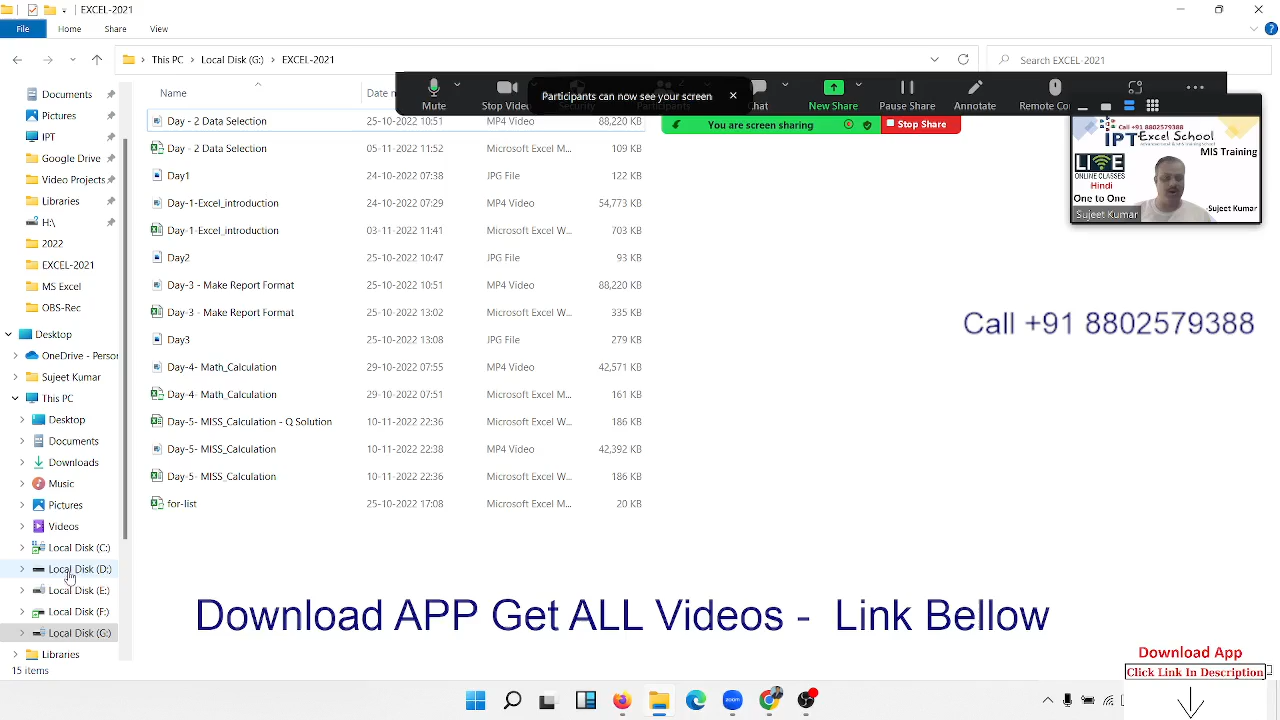 EXCEL-2021
File Home Share View
This PC Local Disk (G:) EXCEL-2021
Search EXCEL-2021
Mute Stop Video Security Participants Chat New Share Pause Share Annotate Remote Con
Participants can now see your screen
You are screen sharing Stop Share
Call +91 8802579388
IPT Excel School
MIS Training
LIVE
ONLINE CLASSES
Hindi
One to One
Sujeet Kumar
Sujeet Kumar
Name
Date m
Day - 2 Data Selection 25-10-2022 10:51 MP4 Video 88,220 KB
Day - 2 Data Selection 05-11-2022 11:52 Microsoft Excel M... 109 KB
Day1 24-10-2022 07:38 JPG File 122 KB
Day-1-Excel_introduction 24-10-2022 07:29 MP4 Video 54,773 KB
Day-1-Excel_introduction 03-11-2022 11:41 Microsoft Excel W... 703 KB
Day2 25-10-2022 10:47 JPG File 93 KB
Day-3 - Make Report Format 25-10-2022 10:51 MP4 Video 88,220 KB
Day-3 - Make Report Format 25-10-2022 13:02 Microsoft Excel W... 335 KB
Day3 25-10-2022 13:08 JPG File 279 KB
Day-4- Math_Calculation 29-10-2022 07:55 MP4 Video 42,571 KB
Day-4- Math_Calculation 29-10-2022 07:51 Microsoft Excel M... 161 KB
Day-5- MISS_Calculation - Q Solution 10-11-2022 22:36 Microsoft Excel W... 186 KB
Day-5- MISS_Calculation 10-11-2022 22:38 MP4 Video 42,392 KB
Day-5- MISS_Calculation 10-11-2022 22:36 Microsoft Excel W... 186 KB
for-list 25-10-2022 17:08 Microsoft Excel M... 20 KB
Documents
Pictures
IPT
Google Drive
Video Projects
Libraries
H:\
2022
EXCEL-2021
MS Excel
OBS-Rec
Desktop
OneDrive - Perso
Sujeet Kumar
This PC
Desktop
Documents
Downloads
Music
Pictures
Videos
Local Disk (C:)
Local Disk (D:)
Local Disk (E:)
Local Disk (F:)
Local Disk (G:)
Libraries
15 items
Call +91 8802579388
Download APP Get ALL Videos - Link Bellow
Download App
Click Link In Description
zoom